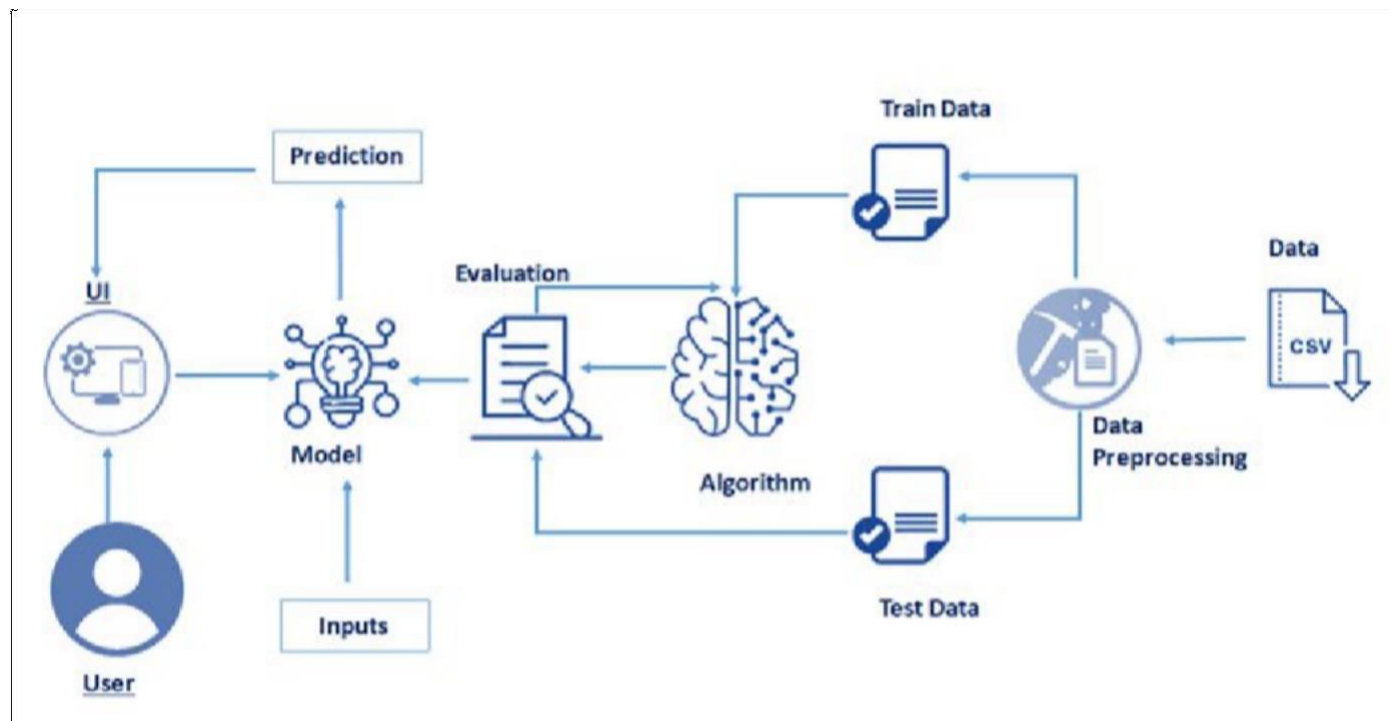 Train Data
Prediction
Data
Evaluation
UI
CSV
Data
Preprocessing
Model
Algorithm
Test Data
Inputs
User